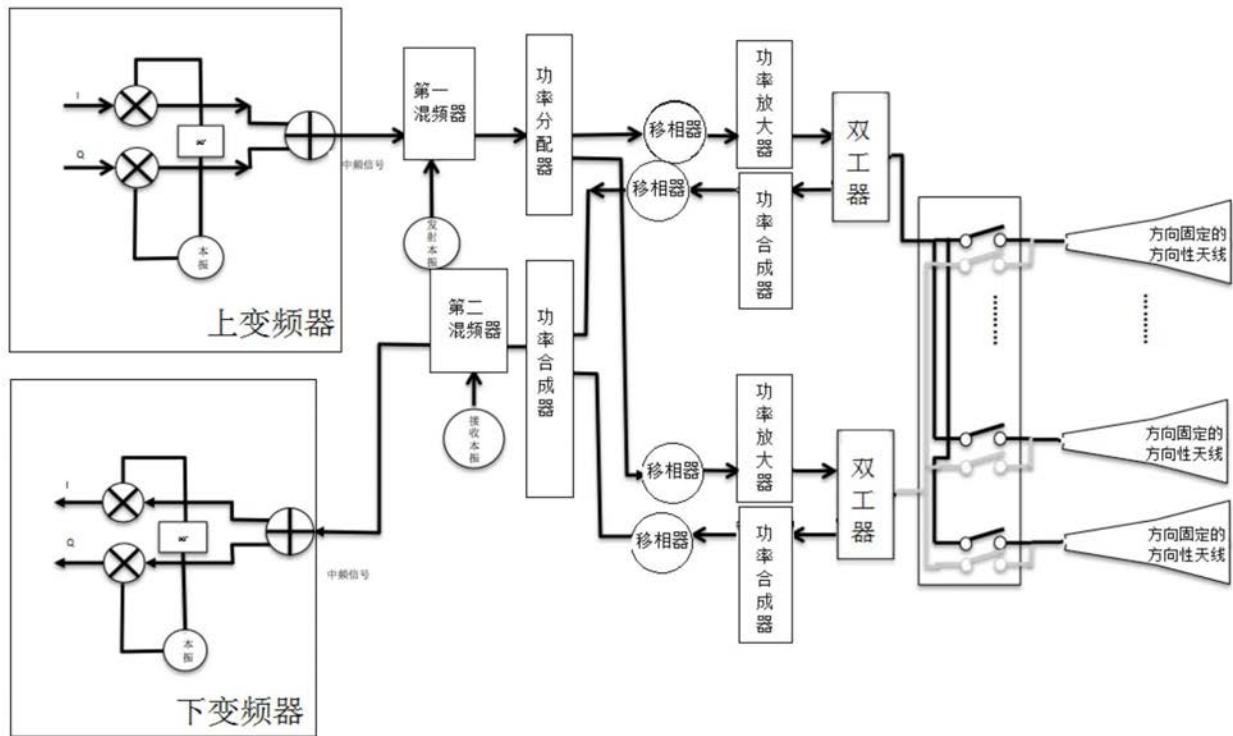 I
Q
本振
中频信号
上变频器
第一
混频器
发射本振
功率分配器
移相器
移相器
功率放大器
功率合成器
双工器
方向固定的
方向性天线
第二
混频器
接收本振
功率合成器
移相器
移相器
功率放大器
功率合成器
双工器
方向固定的
方向性天线
方向固定的
方向性天线
I
Q
本振
中频信号
下变频器